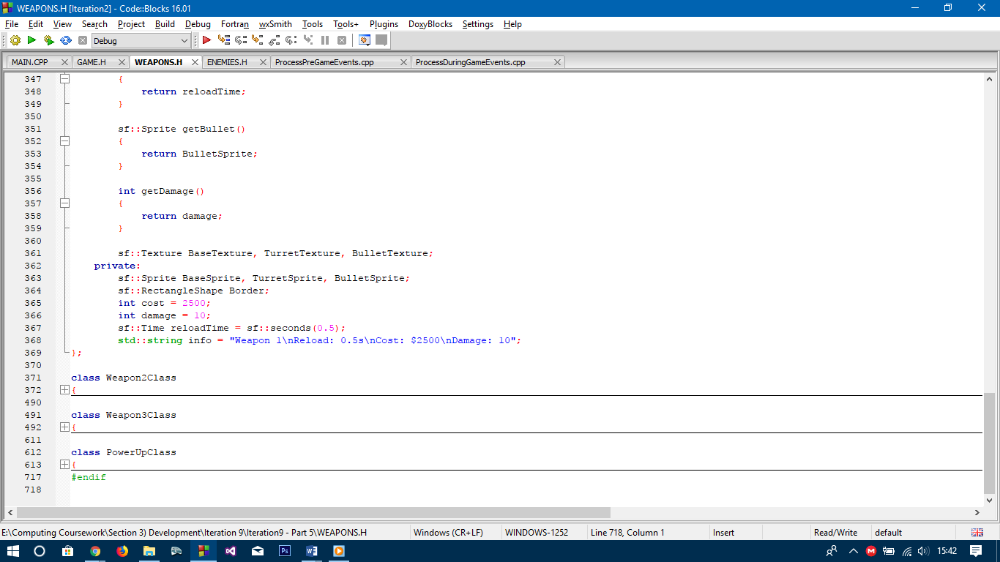 WEAPONS.H [Iteration2] - Code::Blocks 16.01
File Edit View Search Project Build Debug Fortran wxSmith Tools Tools+ Plugins DoxyBlocks Settings Help
Debug
MAIN.CPP GAME.H WEAPONS.H ENEMIES.H ProcessPreGameEvents.cpp ProcessDuringGameEvents.cpp
347 {
348 return reloadTime;
349 }
350
351 sf::Sprite getBullet()
352 {
353 return BulletSprite;
354 }
355
356 int getDamage()
357 {
358 return damage;
359 }
360
361 sf::Texture BaseTexture, TurretTexture, BulletTexture;
362 private:
363 sf::Sprite BaseSprite, TurretSprite, BulletSprite;
364 sf::RectangleShape Border;
365 int cost = 2500;
366 int damage = 10;
367 sf::Time reloadTime = sf::seconds(0.5);
368 std::string info = "Weapon 1\nReload: 0.5s\nCost: $2500\nDamage: 10";
369 };
370
371 class Weapon2Class
372 {
490
491 class Weapon3Class
492 {
611
612 class PowerUpClass
613 {
717 #endif
718
E:\Computing Coursework\Section 3) Development\Iteration 9\Iteration9 - Part 5\WEAPONS.H Windows (CR+LF) WINDOWS-1252 Line 718, Column 1 Insert Read/Write default
15:42